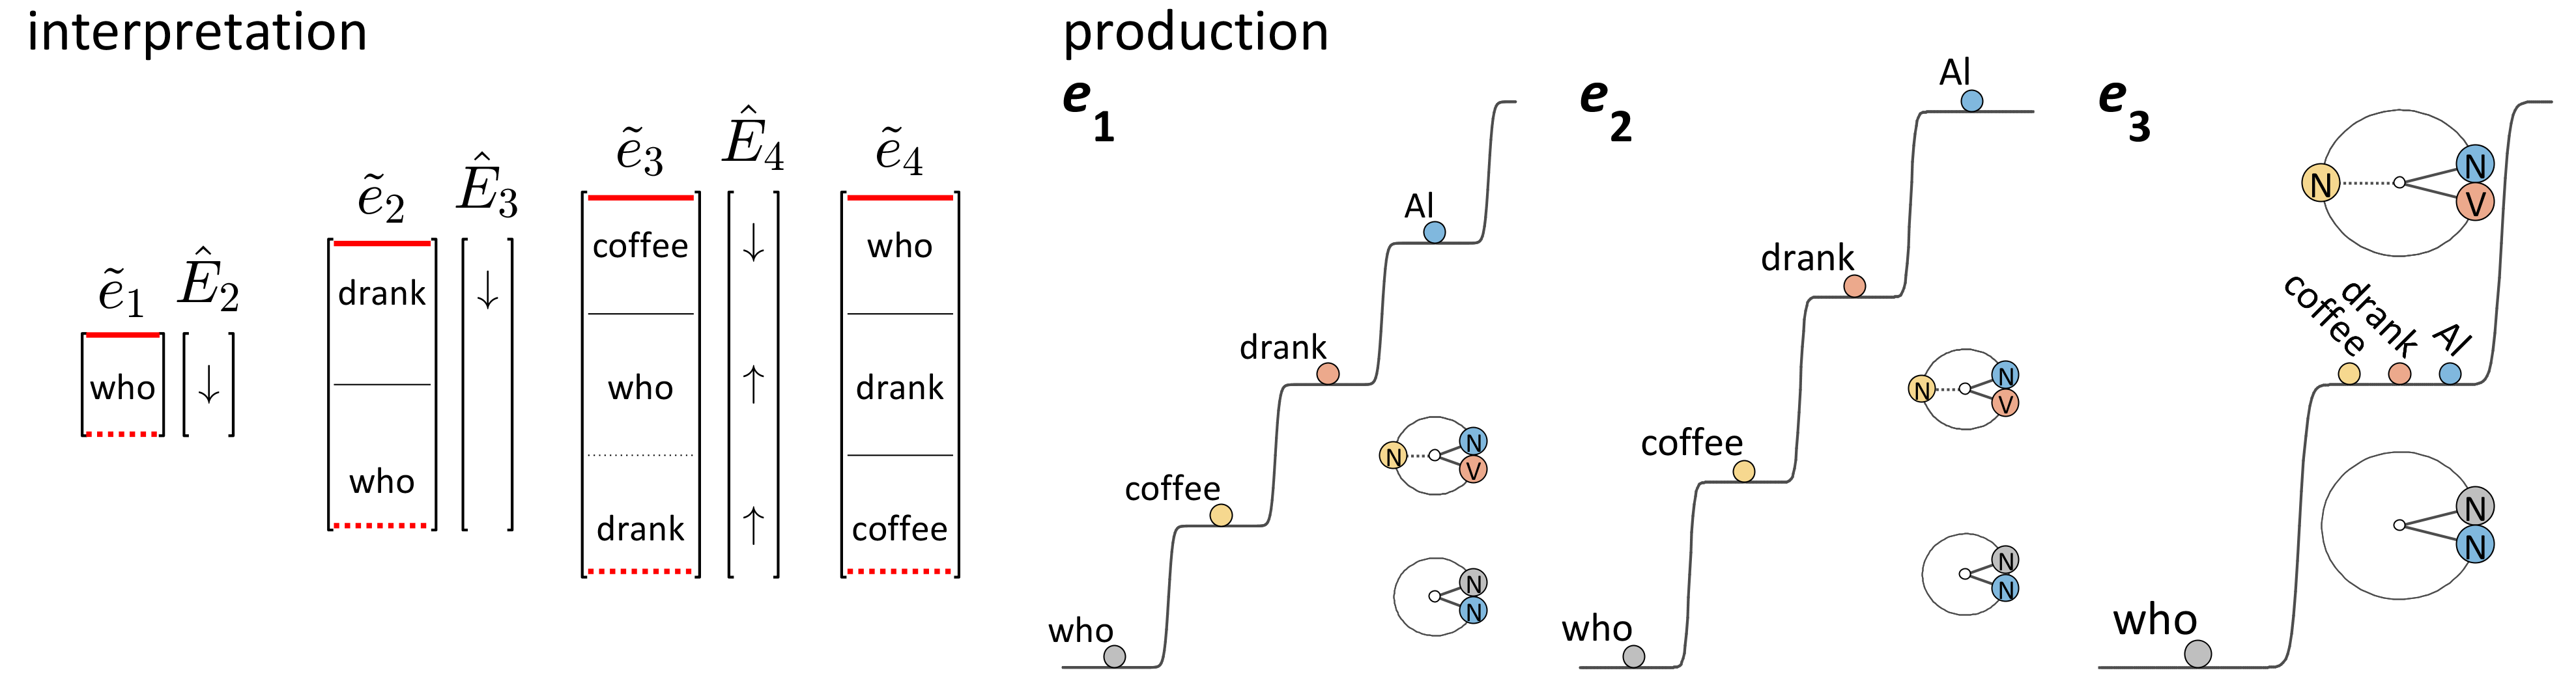 interpretation
ẽ₁ Ê₂
who ↓
ẽ₂ Ê₃
drank ↓
who
ẽ₃ Ê₄
coffee ↓
who ↑
drank ↑
ẽ₄
who
drank
coffee
production
e₁
Al
drank
coffee
who
N N V
N N
e₂
Al
drank
coffee
who
N N V
N N
e₃
N N V
coffee drank Al
who
N N